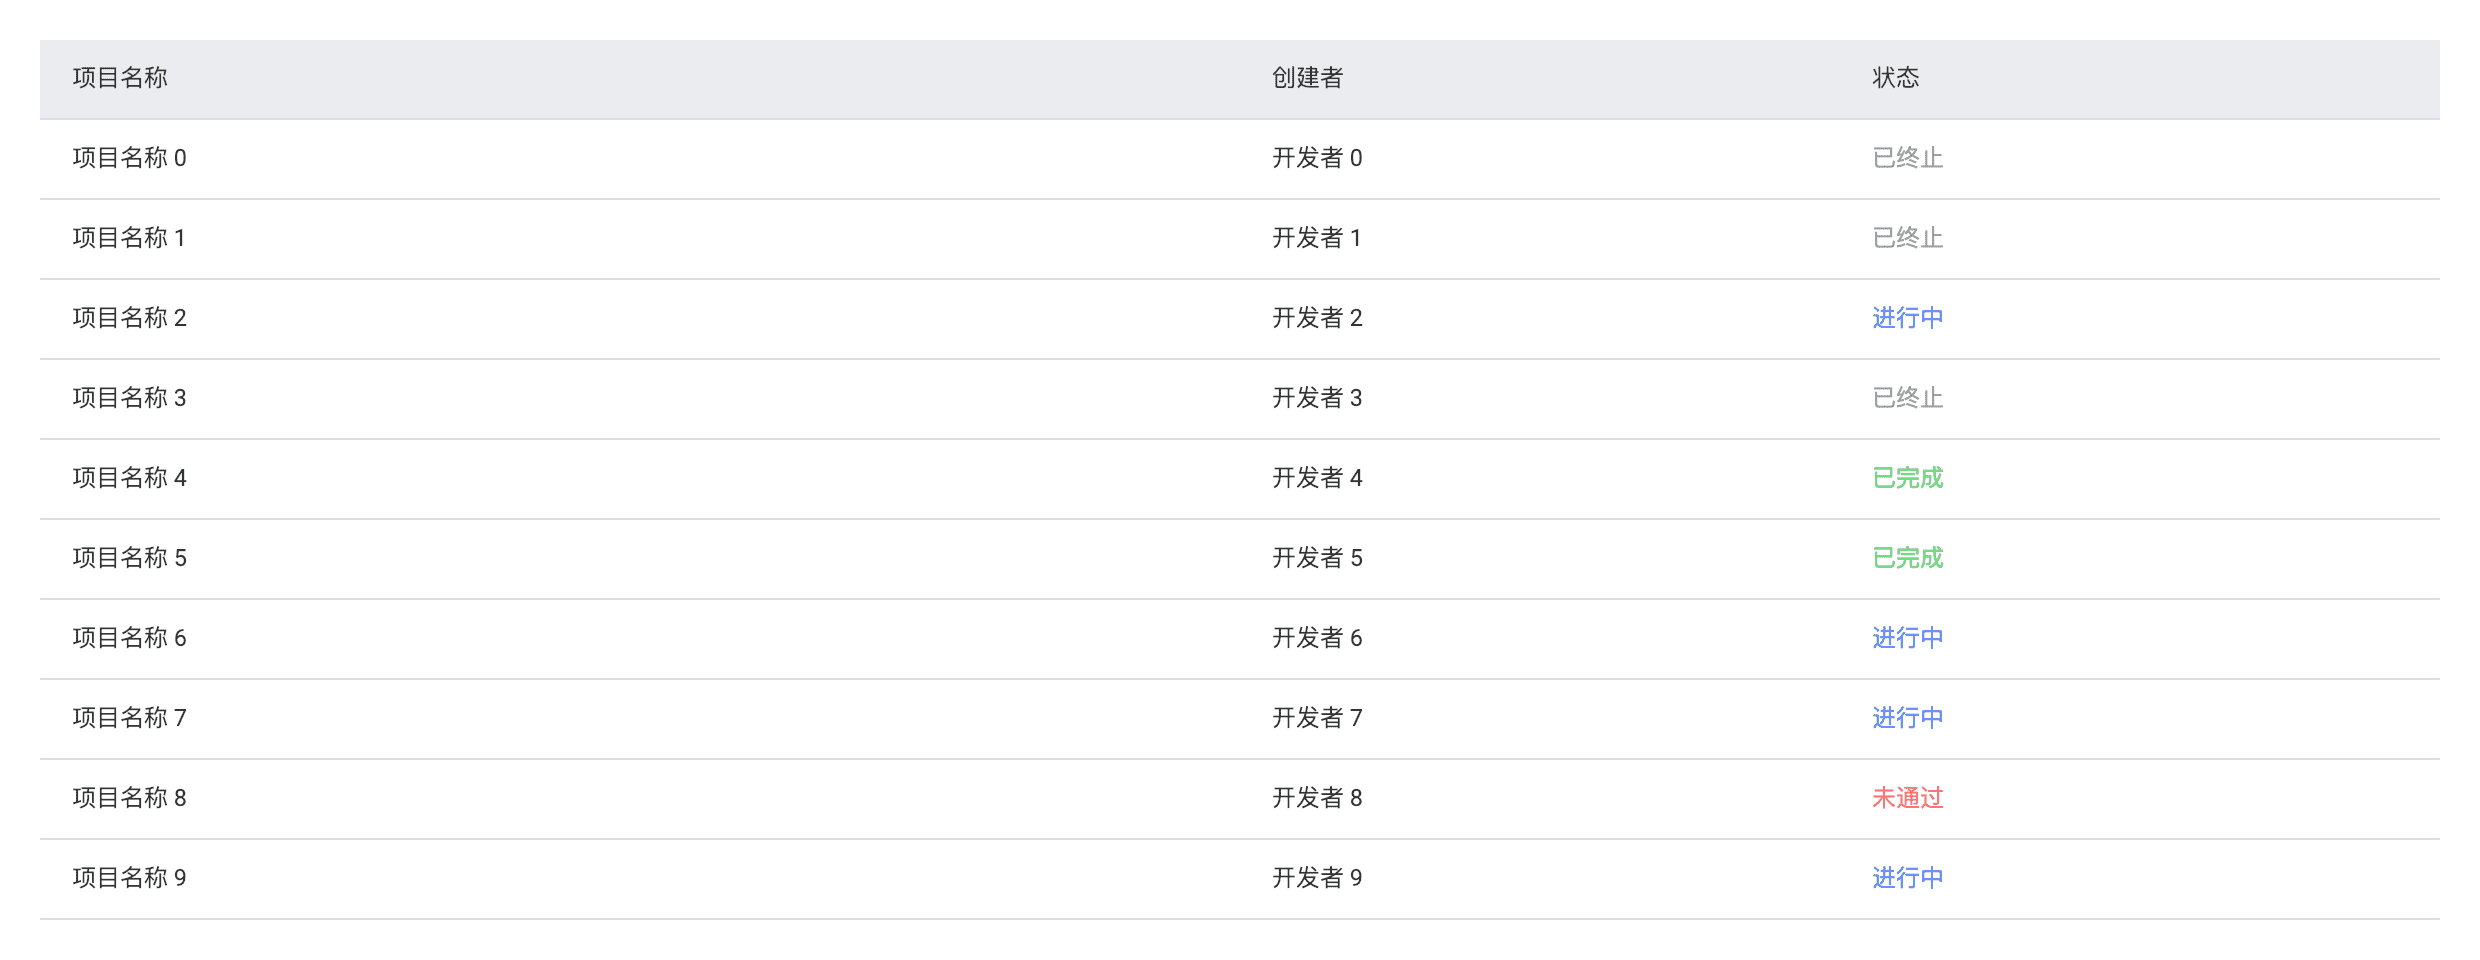 项目名称 创建者 状态
项目名称 0 开发者 0 已终止
项目名称 1 开发者 1 已终止
项目名称 2 开发者 2 进行中
项目名称 3 开发者 3 已终止
项目名称 4 开发者 4 已完成
项目名称 5 开发者 5 已完成
项目名称 6 开发者 6 进行中
项目名称 7 开发者 7 进行中
项目名称 8 开发者 8 未通过
项目名称 9 开发者 9 进行中